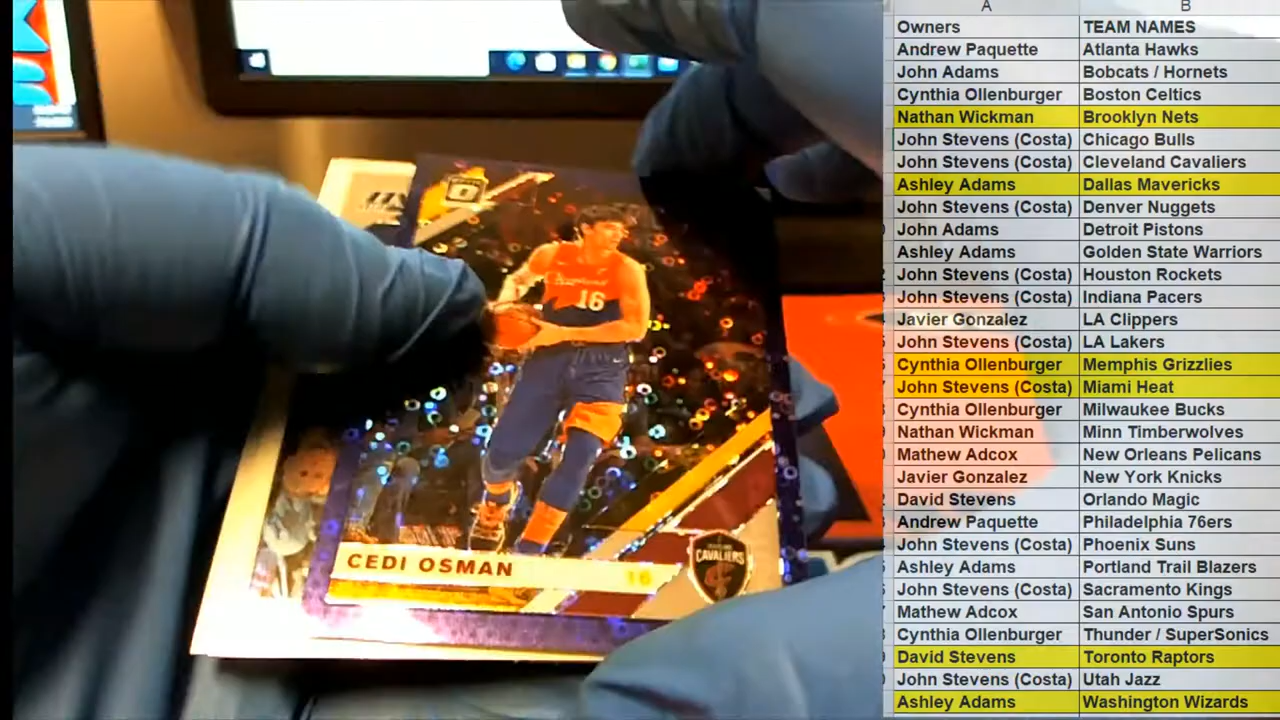 A B
Owners TEAM NAMES
Andrew Paquette Atlanta Hawks
John Adams Bobcats / Hornets
Cynthia Ollenburger Boston Celtics
Nathan Wickman Brooklyn Nets
John Stevens (Costa) Chicago Bulls
John Stevens (Costa) Cleveland Cavaliers
Ashley Adams Dallas Mavericks
John Stevens (Costa) Denver Nuggets
John Adams Detroit Pistons
Ashley Adams Golden State Warriors
John Stevens (Costa) Houston Rockets
John Stevens (Costa) Indiana Pacers
Javier Gonzalez LA Clippers
John Stevens (Costa) LA Lakers
Cynthia Ollenburger Memphis Grizzlies
John Stevens (Costa) Miami Heat
Cynthia Ollenburger Milwaukee Bucks
Nathan Wickman Minn Timberwolves
Mathew Adcox New Orleans Pelicans
Javier Gonzalez New York Knicks
David Stevens Orlando Magic
Andrew Paquette Philadelphia 76ers
John Stevens (Costa) Phoenix Suns
Ashley Adams Portland Trail Blazers
John Stevens (Costa) Sacramento Kings
Mathew Adcox San Antonio Spurs
Cynthia Ollenburger Thunder / SuperSonics
David Stevens Toronto Raptors
John Stevens (Costa) Utah Jazz
Ashley Adams Washington Wizards
16
CEDI OSMAN 16
CAVALIERS